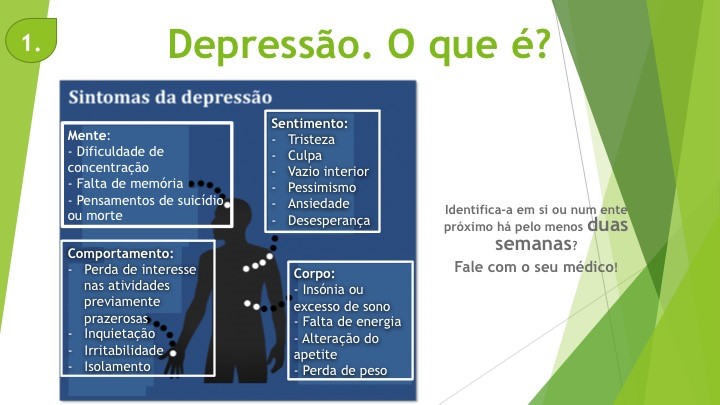 1.
Depressão. O que é?
Sintomas da depressão
Mente:
- Dificuldade de
concentração
- Falta de memória
- Pensamentos de suicídio
ou morte
Sentimento:
- Tristeza
- Culpa
- Vazio interior
- Pessimismo
- Ansiedade
- Desesperança
Comportamento:
- Perda de interesse
nas atividades
previamente
prazerosas
- Inquietação
- Irritabilidade
- Isolamento
Corpo:
- Insónia ou
excesso de sono
- Falta de energia
- Alteração do
apetite
- Perda de peso
Identifica-a em si ou num ente
próximo há pelo menos duas
semanas?
Fale com o seu médico!